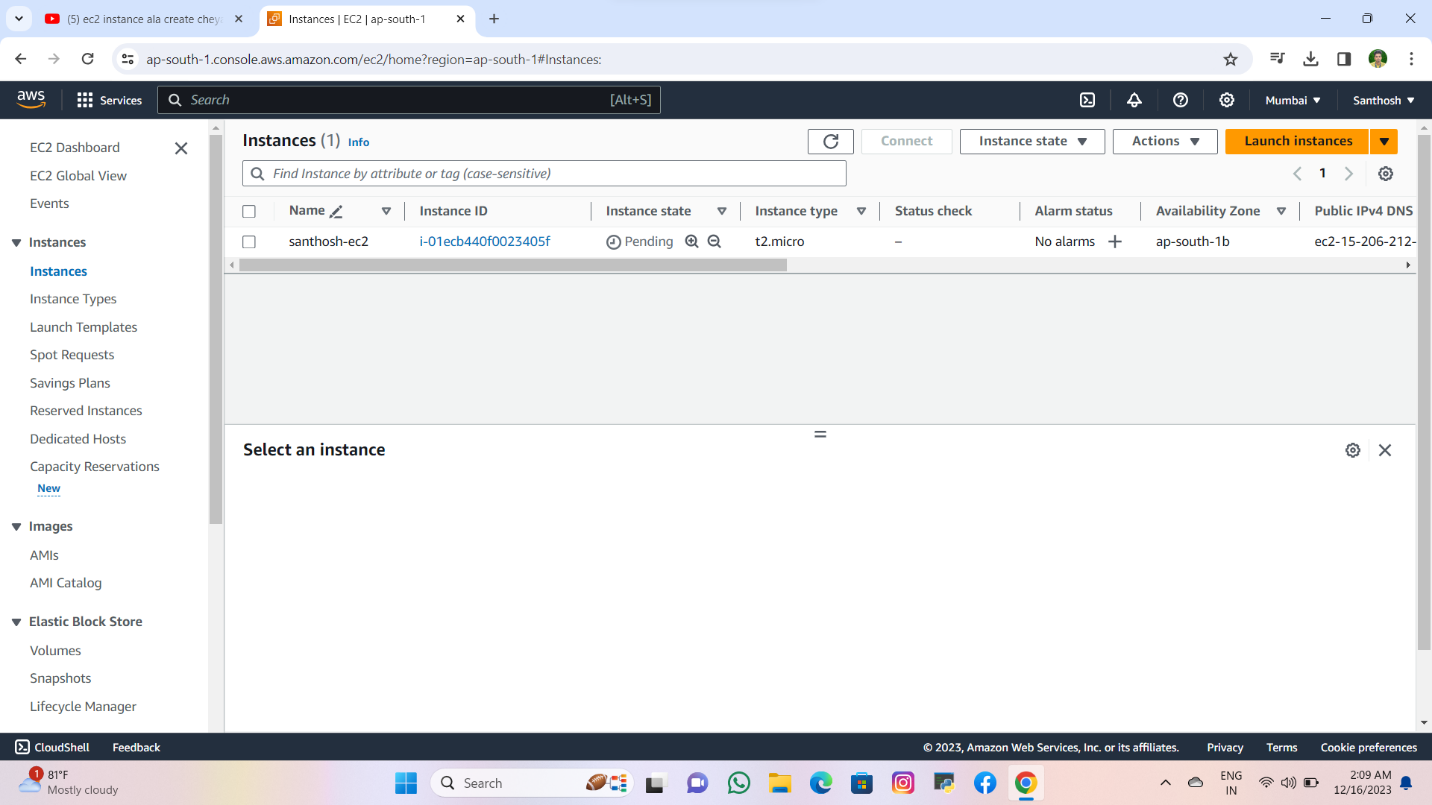 (5) ec2 instance ala create chey
Instances | EC2 | ap-south-1
ap-south-1.console.aws.amazon.com/ec2/home?region=ap-south-1#Instances:
aws
Services
Search
[Alt+S]
Mumbai
Santhosh
EC2 Dashboard
EC2 Global View
Events
Instances
Instances
Instance Types
Launch Templates
Spot Requests
Savings Plans
Reserved Instances
Dedicated Hosts
Capacity Reservations
New
Images
AMIs
AMI Catalog
Elastic Block Store
Volumes
Snapshots
Lifecycle Manager
Instances (1) Info
Connect
Instance state
Actions
Launch instances
Find Instance by attribute or tag (case-sensitive)
1
Name Instance ID Instance state Instance type Status check Alarm status Availability Zone Public IPv4 DNS
santhosh-ec2 i-01ecb440f0023405f Pending t2.micro – No alarms ap-south-1b ec2-15-206-212-
Select an instance
CloudShell
Feedback
© 2023, Amazon Web Services, Inc. or its affiliates.
Privacy
Terms
Cookie preferences
1
81°F
Mostly cloudy
Search
ENG
IN
2:09 AM
12/16/2023